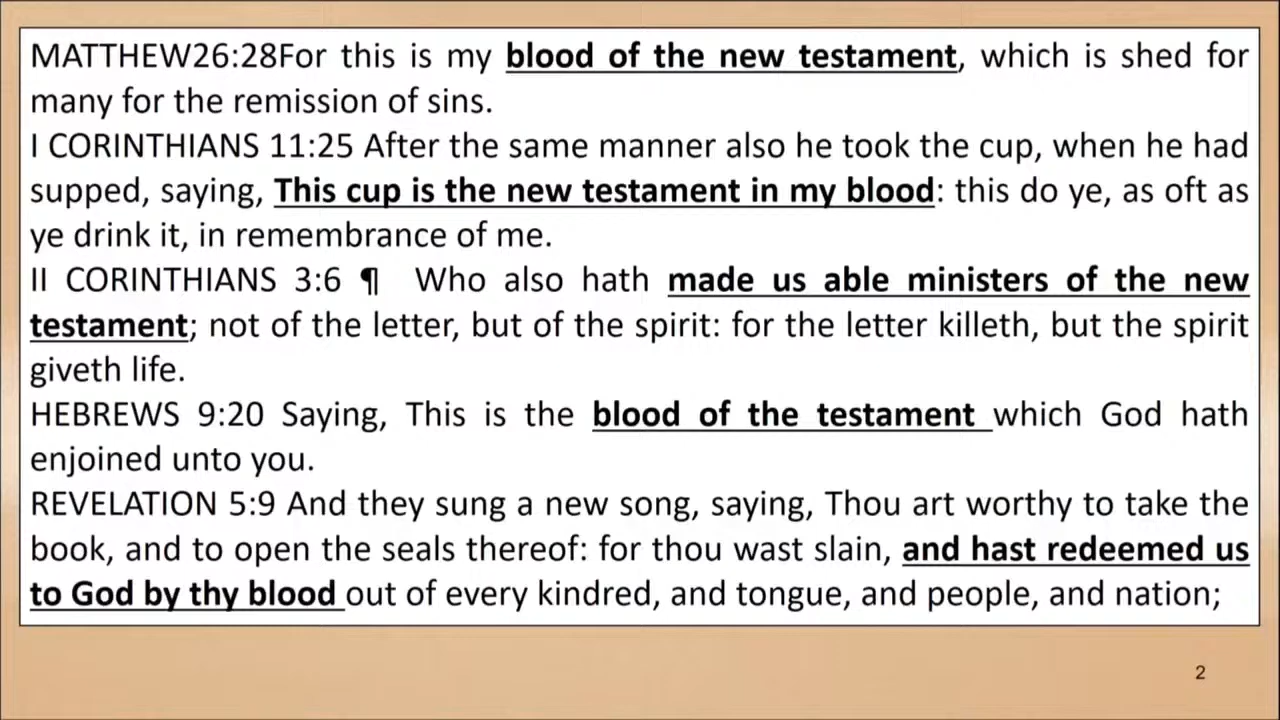 MATTHEW26:28For this is my blood of the new testament, which is shed for
many for the remission of sins.
I CORINTHIANS 11:25 After the same manner also he took the cup, when he had
supped, saying, This cup is the new testament in my blood: this do ye, as oft as
ye drink it, in remembrance of me.
II CORINTHIANS 3:6 ¶ Who also hath made us able ministers of the new
testament; not of the letter, but of the spirit: for the letter killeth, but the spirit
giveth life.
HEBREWS 9:20 Saying, This is the blood of the testament which God hath
enjoined unto you.
REVELATION 5:9 And they sung a new song, saying, Thou art worthy to take the
book, and to open the seals thereof: for thou wast slain, and hast redeemed us
to God by thy blood out of every kindred, and tongue, and people, and nation;
2